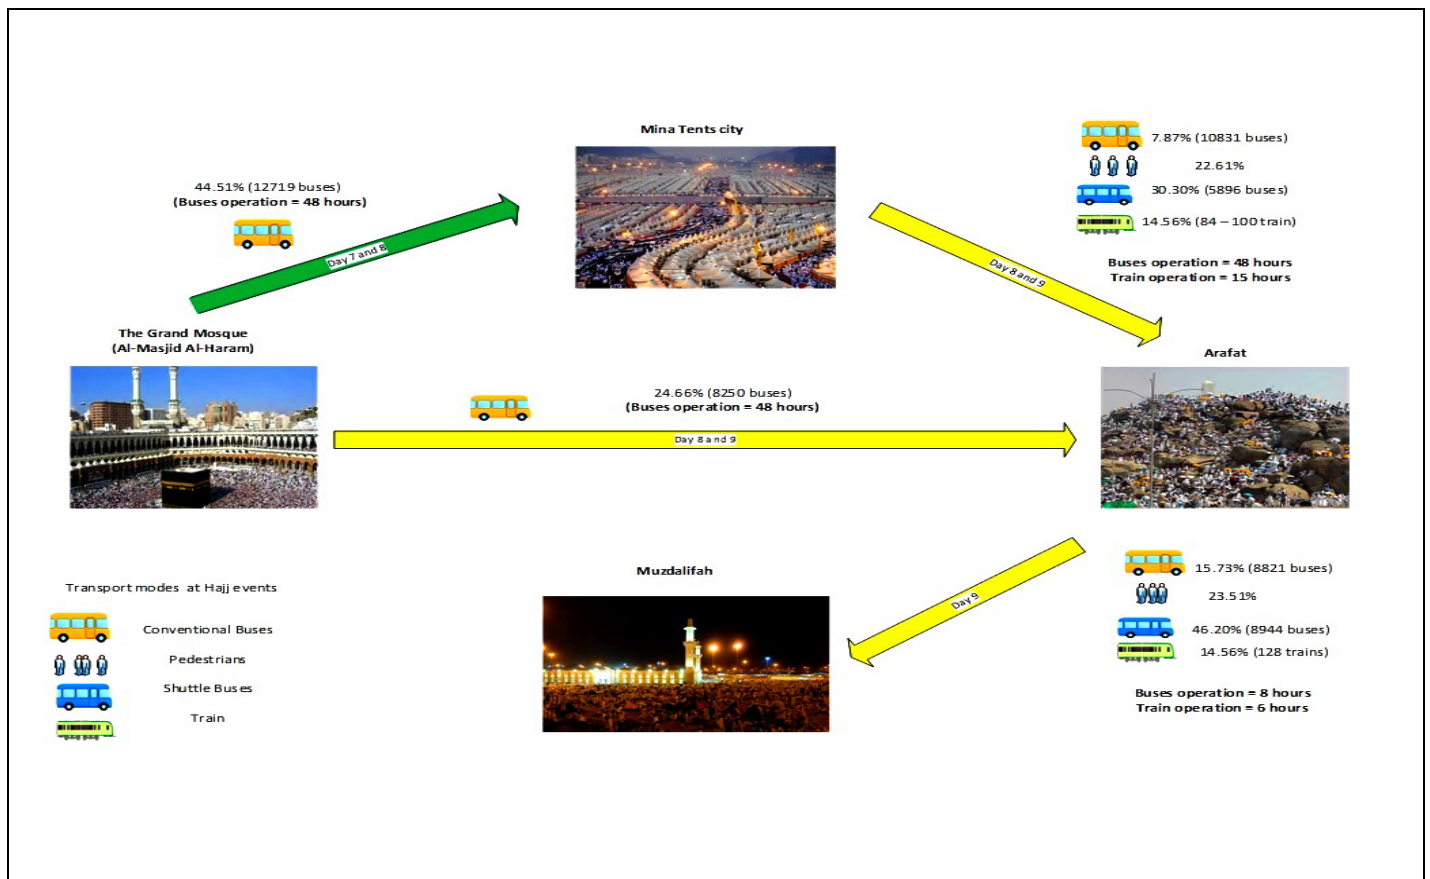 Mina Tents city
7.87% (10831 buses)
22.61%
30.30% (5896 buses)
14.56% (84 – 100 train)
Buses operation = 48 hours
Train operation = 15 hours
44.51% (12719 buses)
(Buses operation = 48 hours)
Day 7 and 8
Day 8 and 9
The Grand Mosque
(Al-Masjid Al-Haram)
Arafat
24.66% (8250 buses)
(Buses operation = 48 hours)
Day 8 and 9
Muzdalifah
Day 9
15.73% (8821 buses)
23.51%
46.20% (8944 buses)
14.56% (128 trains)
Buses operation = 8 hours
Train operation = 6 hours
Transport modes at Hajj events
Conventional Buses
Pedestrians
Shuttle Buses
Train